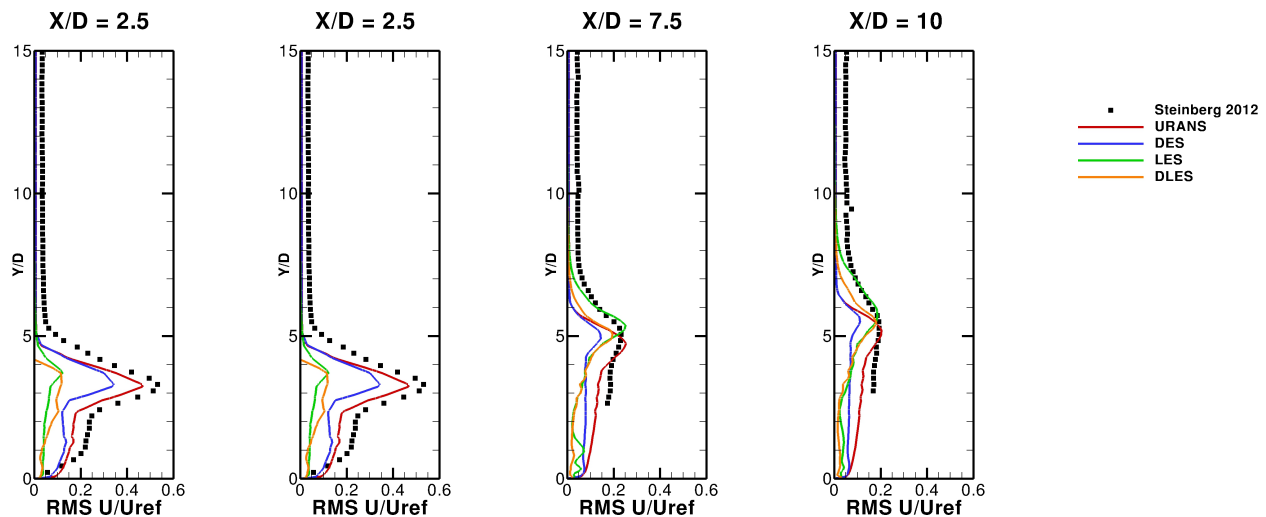 X/D = 2.5
X/D = 2.5
X/D = 7.5
X/D = 10
15
10
5
0
Y/D
0 0.2 0.4 0.6
RMS U/Uref
15
10
5
0
Y/D
0 0.2 0.4 0.6
RMS U/Uref
15
10
5
0
Y/D
0 0.2 0.4 0.6
RMS U/Uref
15
10
5
0
Y/D
0 0.2 0.4 0.6
RMS U/Uref
Steinberg 2012
URANS
DES
LES
DLES